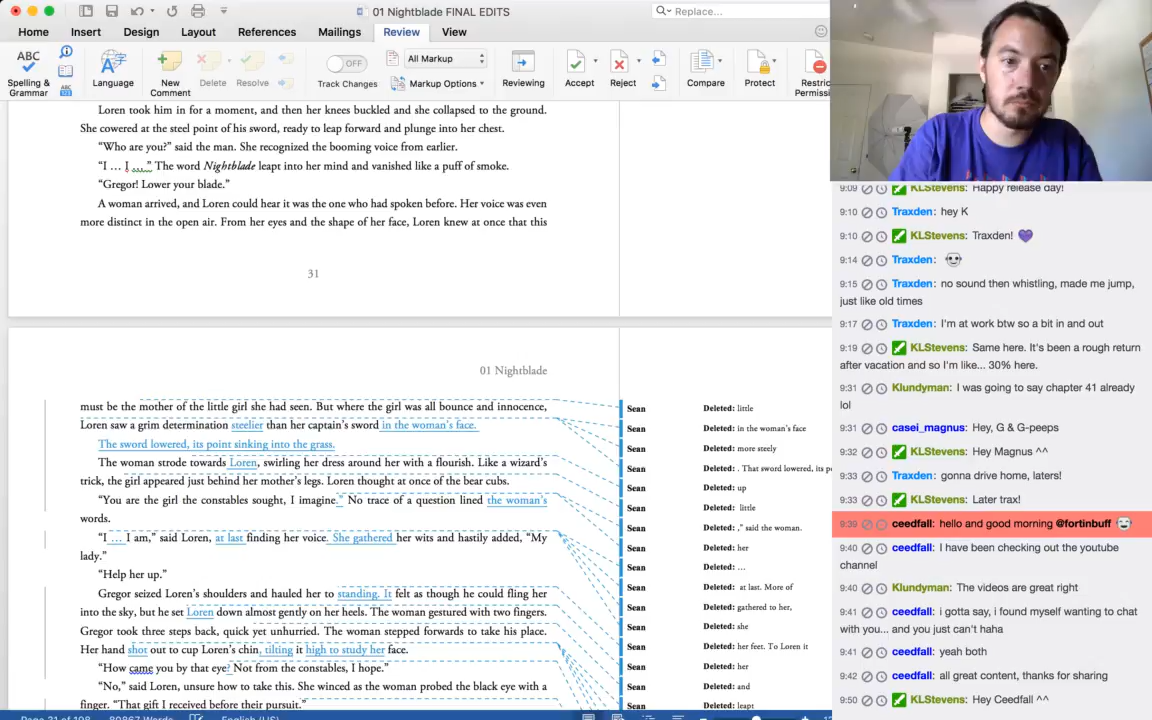 01 Nightblade FINAL EDITS
Replace...
Home Insert Design Layout References Mailings Review View
ABC Spelling & Grammar
Language
New Comment
Delete
Resolve
OFF
Track Changes
All Markup
Markup Options
Reviewing
Accept
Reject
Compare
Protect
Restric
Permissi
Loren took him in for a moment, and then her knees buckled and she collapsed to the ground.
She cowered at the steel point of his sword, ready to leap forward and plunge into her chest.
“Who are you?” said the man. She recognized the booming voice from earlier.
“I … I …” The word Nightblade leapt into her mind and vanished like a puff of smoke.
“Gregor! Lower your blade.”
A woman arrived, and Loren could hear it was the one who had spoken before. Her voice was even
more distinct in the open air. From her eyes and the shape of her face, Loren knew at once that this
31
01 Nightblade
must be the mother of the little girl she had seen. But where the girl was all bounce and innocence,
Loren saw a grim determination steelier than her captain’s sword in the woman’s face.
The sword lowered, its point sinking into the grass.
The woman strode towards Loren, swirling her dress around her with a flourish. Like a wizard’s
trick, the girl appeared just behind her mother’s legs. Loren thought at once of the bear cubs.
“You are the girl the constables sought, I imagine.” No trace of a question lined the woman’s
words.
“I … I am,” said Loren, at last finding her voice. She gathered her wits and hastily added, “My
lady.”
“Help her up.”
Gregor seized Loren’s shoulders and hauled her to standing. It felt as though he could fling her
into the sky, but he set Loren down almost gently on her heels. The woman gestured with two fingers.
Gregor took three steps back, quick yet unhurried. The woman stepped forwards to take his place.
Her hand shot out to cup Loren’s chin, tilting it high to study her face.
“How came you by that eye? Not from the constables, I hope.”
“No,” said Loren, unsure how to take this. She winced as the woman probed the black eye with a
finger. “That gift I received before their pursuit.”
Sean Deleted: little
Sean Deleted: in the woman’s face
Sean Deleted: more steely
Sean Deleted: . That sword lowered, its po
Sean Deleted: up
Sean Deleted: little
Sean Deleted: ,” said the woman.
Sean Deleted: her
Sean Deleted: …
Sean Deleted: at last. More of
Sean Deleted: gathered to her,
Sean Deleted: she
Sean Deleted: her feet. To Loren it
Sean Deleted: her
Sean Deleted: and
Sean Deleted: leapt
9:09 KLStevens: Happy release day!
9:10 Traxden: hey K
9:10 KLStevens: Traxden!
9:14 Traxden:
9:15 Traxden: no sound then whistling, made me jump,
just like old times
9:17 Traxden: I'm at work btw so a bit in and out
9:19 KLStevens: Same here. It's been a rough return
after vacation and so I'm like... 30% here.
9:31 Klundyman: I was going to say chapter 41 already
lol
9:31 casei_magnus: Hey, G & G-peeps
9:32 KLStevens: Hey Magnus ^^
9:33 Traxden: gonna drive home, laters!
9:33 KLStevens: Later trax!
9:39 ceedfall: hello and good morning @fortinbuff
9:40 ceedfall: I have been checking out the youtube
channel
9:40 Klundyman: The videos are great right
9:41 ceedfall: i gotta say, i found myself wanting to chat
with you... and you just can't haha
9:41 ceedfall: yeah both
9:42 ceedfall: all great content, thanks for sharing
9:50 KLStevens: Hey Ceedfall ^^